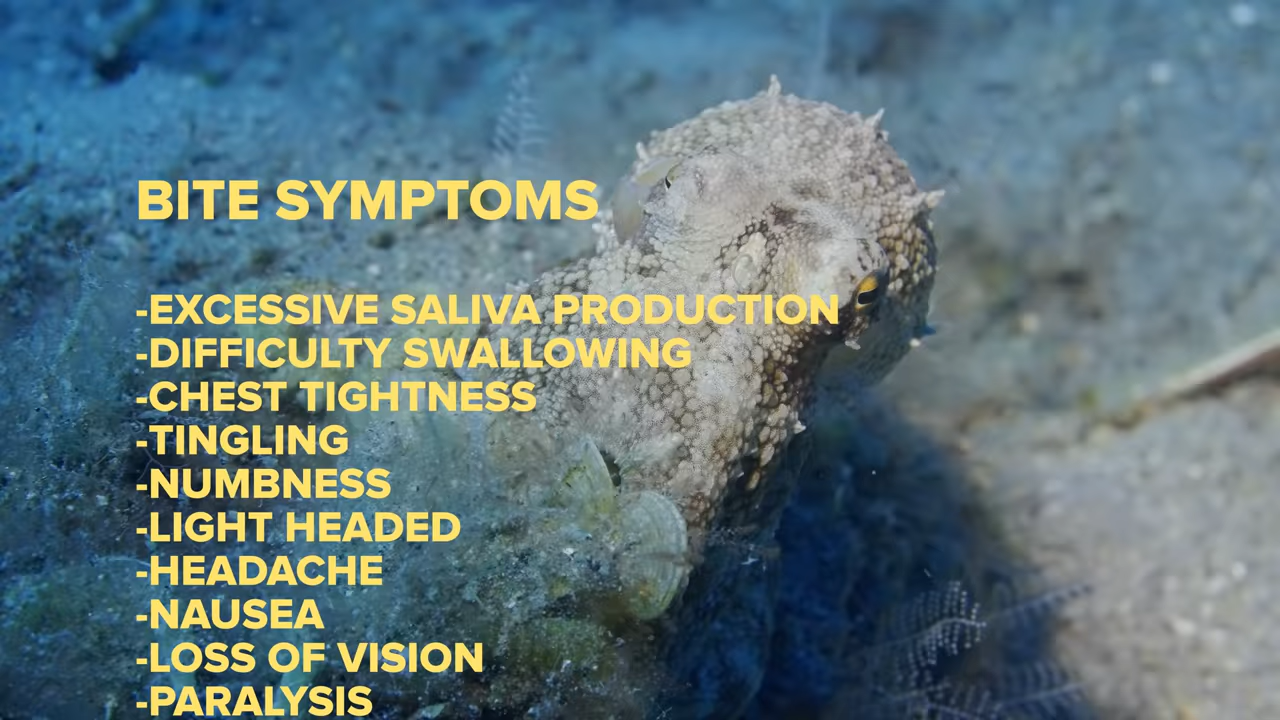 BITE SYMPTOMS
-EXCESSIVE SALIVA PRODUCTION
-DIFFICULTY SWALLOWING
-CHEST TIGHTNESS
-TINGLING
-NUMBNESS
-LIGHT HEADED
-HEADACHE
-NAUSEA
-LOSS OF VISION
-PARALYSIS